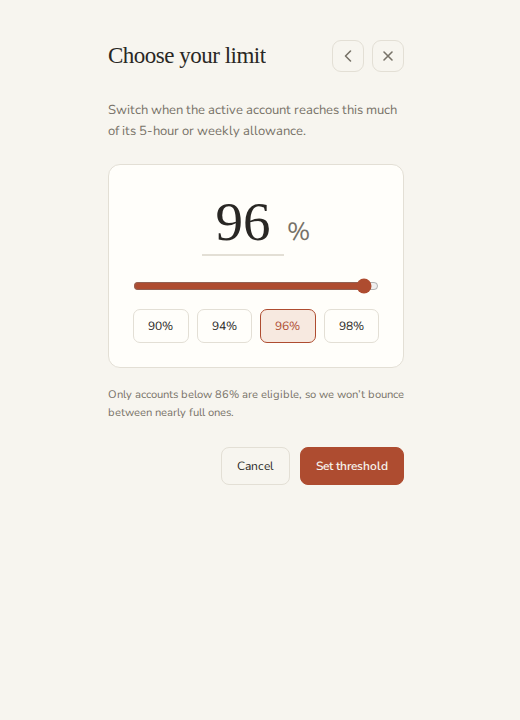 Choose your limit
Switch when the active account reaches this much
of its 5-hour or weekly allowance.
96 %
90% 94% 96% 98%
Only accounts below 86% are eligible, so we won’t bounce
between nearly full ones.
Cancel Set threshold